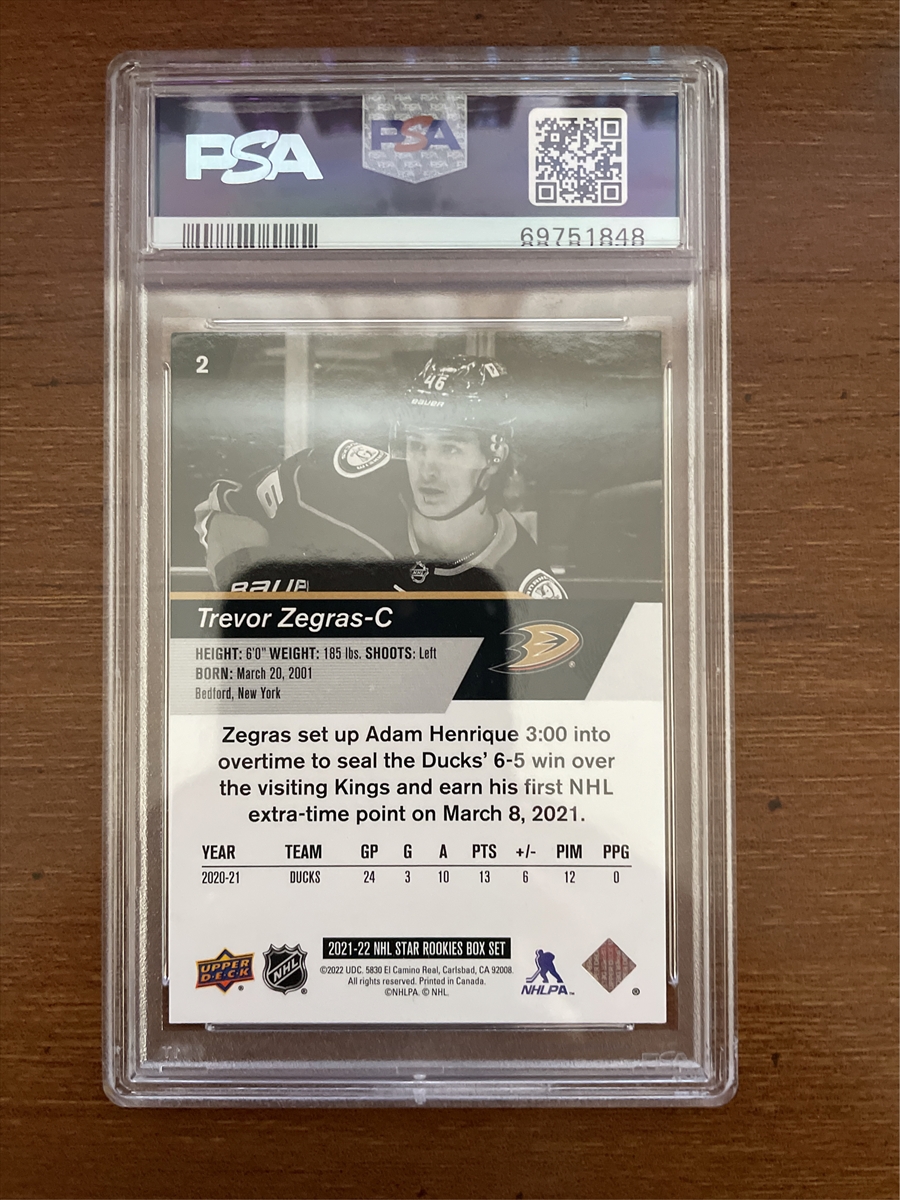 PSA
PSA
69751848
2
46
BAUER
BAUE
Trevor Zegras-C
HEIGHT: 6'0" WEIGHT: 185 lbs. SHOOTS: Left
BORN: March 20, 2001
Bedford, New York
Zegras set up Adam Henrique 3:00 into
overtime to seal the Ducks' 6-5 win over
the visiting Kings and earn his first NHL
extra-time point on March 8, 2021.
YEAR TEAM GP G A PTS +/- PIM PPG
2020-21 DUCKS 24 3 10 13 6 12 0
2021-22 NHL STAR ROOKIES BOX SET
©2022 UDC. 5830 El Camino Real, Carlsbad, CA 92008.
All rights reserved. Printed in Canada.
©NHLPA. © NHL.
UPPER DECK ®
NHL ®
NHLPA™
®
PSA